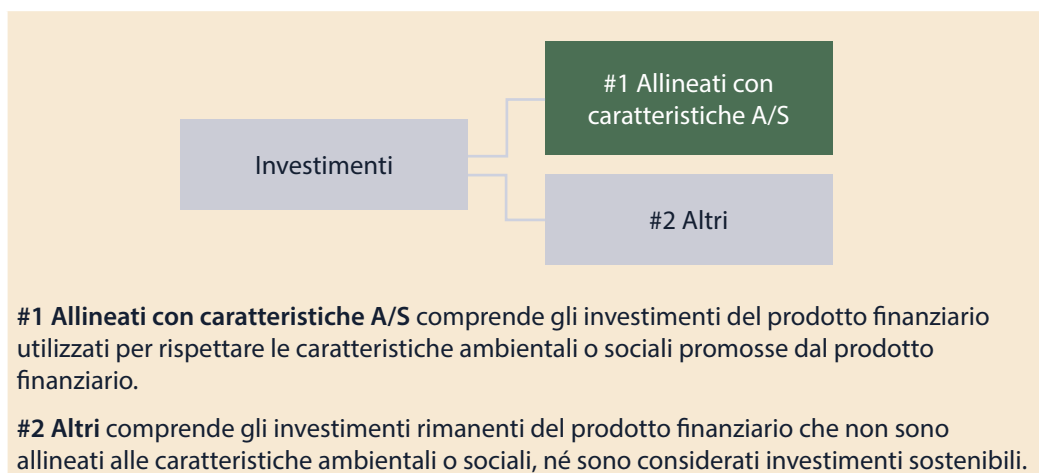 #1 Allineati con
caratteristiche A/S
Investimenti
#2 Altri
#1 Allineati con caratteristiche A/S comprende gli investimenti del prodotto finanziario
utilizzati per rispettare le caratteristiche ambientali o sociali promosse dal prodotto
finanziario.
#2 Altri comprende gli investimenti rimanenti del prodotto finanziario che non sono
allineati alle caratteristiche ambientali o sociali, né sono considerati investimenti sostenibili.